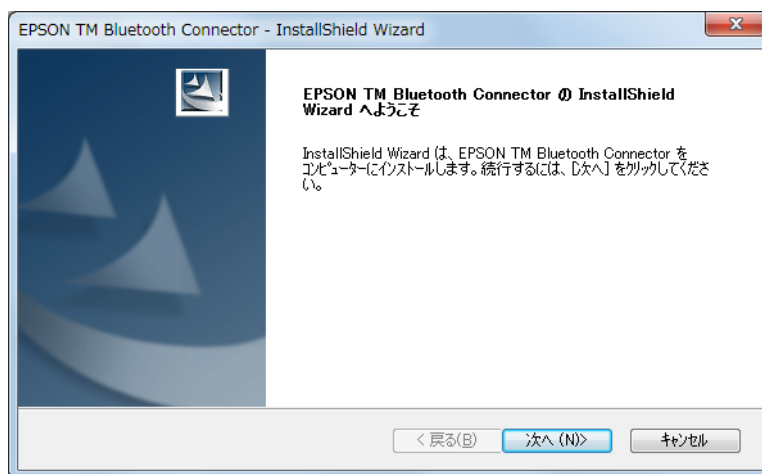 EPSON TM Bluetooth Connector - InstallShield Wizard
EPSON TM Bluetooth Connector の InstallShield
Wizard へようこそ
InstallShield Wizard は、EPSON TM Bluetooth Connector を
コンピューターにインストールします。続行するには、[次へ] をクリックしてくださ
い。
< 戻る(B)
次へ (N)>
キャンセル